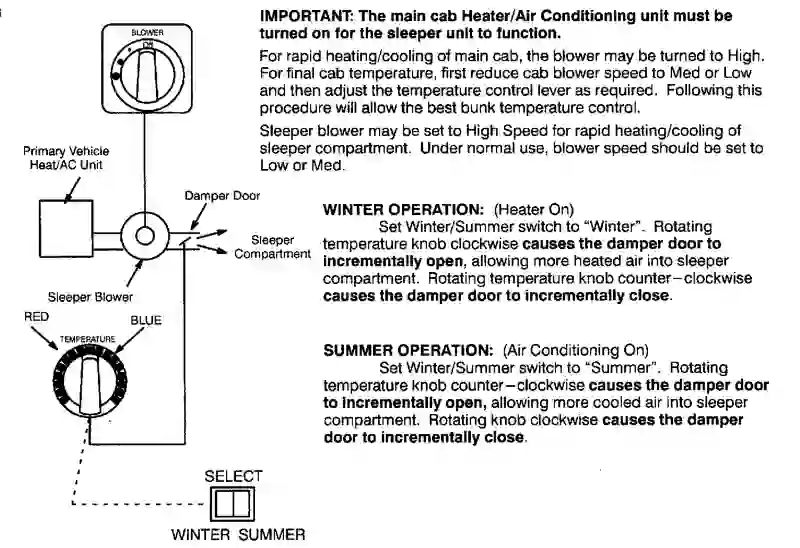 IMPORTANT: The main cab Heater/Air Conditioning unit must be
turned on for the sleeper unit to function.
For rapid heating/cooling of main cab, the blower may be turned to High.
For final cab temperature, first reduce cab blower speed to Med or Low
and then adjust the temperature control lever as required. Following this
procedure will allow the best bunk temperature control.
Sleeper blower may be set to High Speed for rapid heating/cooling of
sleeper compartment. Under normal use, blower speed should be set to
Low or Med.
BLOWER
Off
Primary Vehicle
Heat/AC Unit
Damper Door
Sleeper
Compartment
Sleeper Blower
RED
BLUE
TEMPERATURE
SELECT
WINTER SUMMER
WINTER OPERATION: (Heater On)
Set Winter/Summer switch to “Winter”. Rotating
temperature knob clockwise causes the damper door to
incrementally open, allowing more heated air into sleeper
compartment. Rotating temperature knob counter–clockwise
causes the damper door to incrementally close.
SUMMER OPERATION: (Air Conditioning On)
Set Winter/Summer switch to “Summer”. Rotating
temperature knob counter–clockwise causes the damper door
to incrementally open, allowing more cooled air into sleeper
compartment. Rotating knob clockwise causes the damper
door to incrementally close.